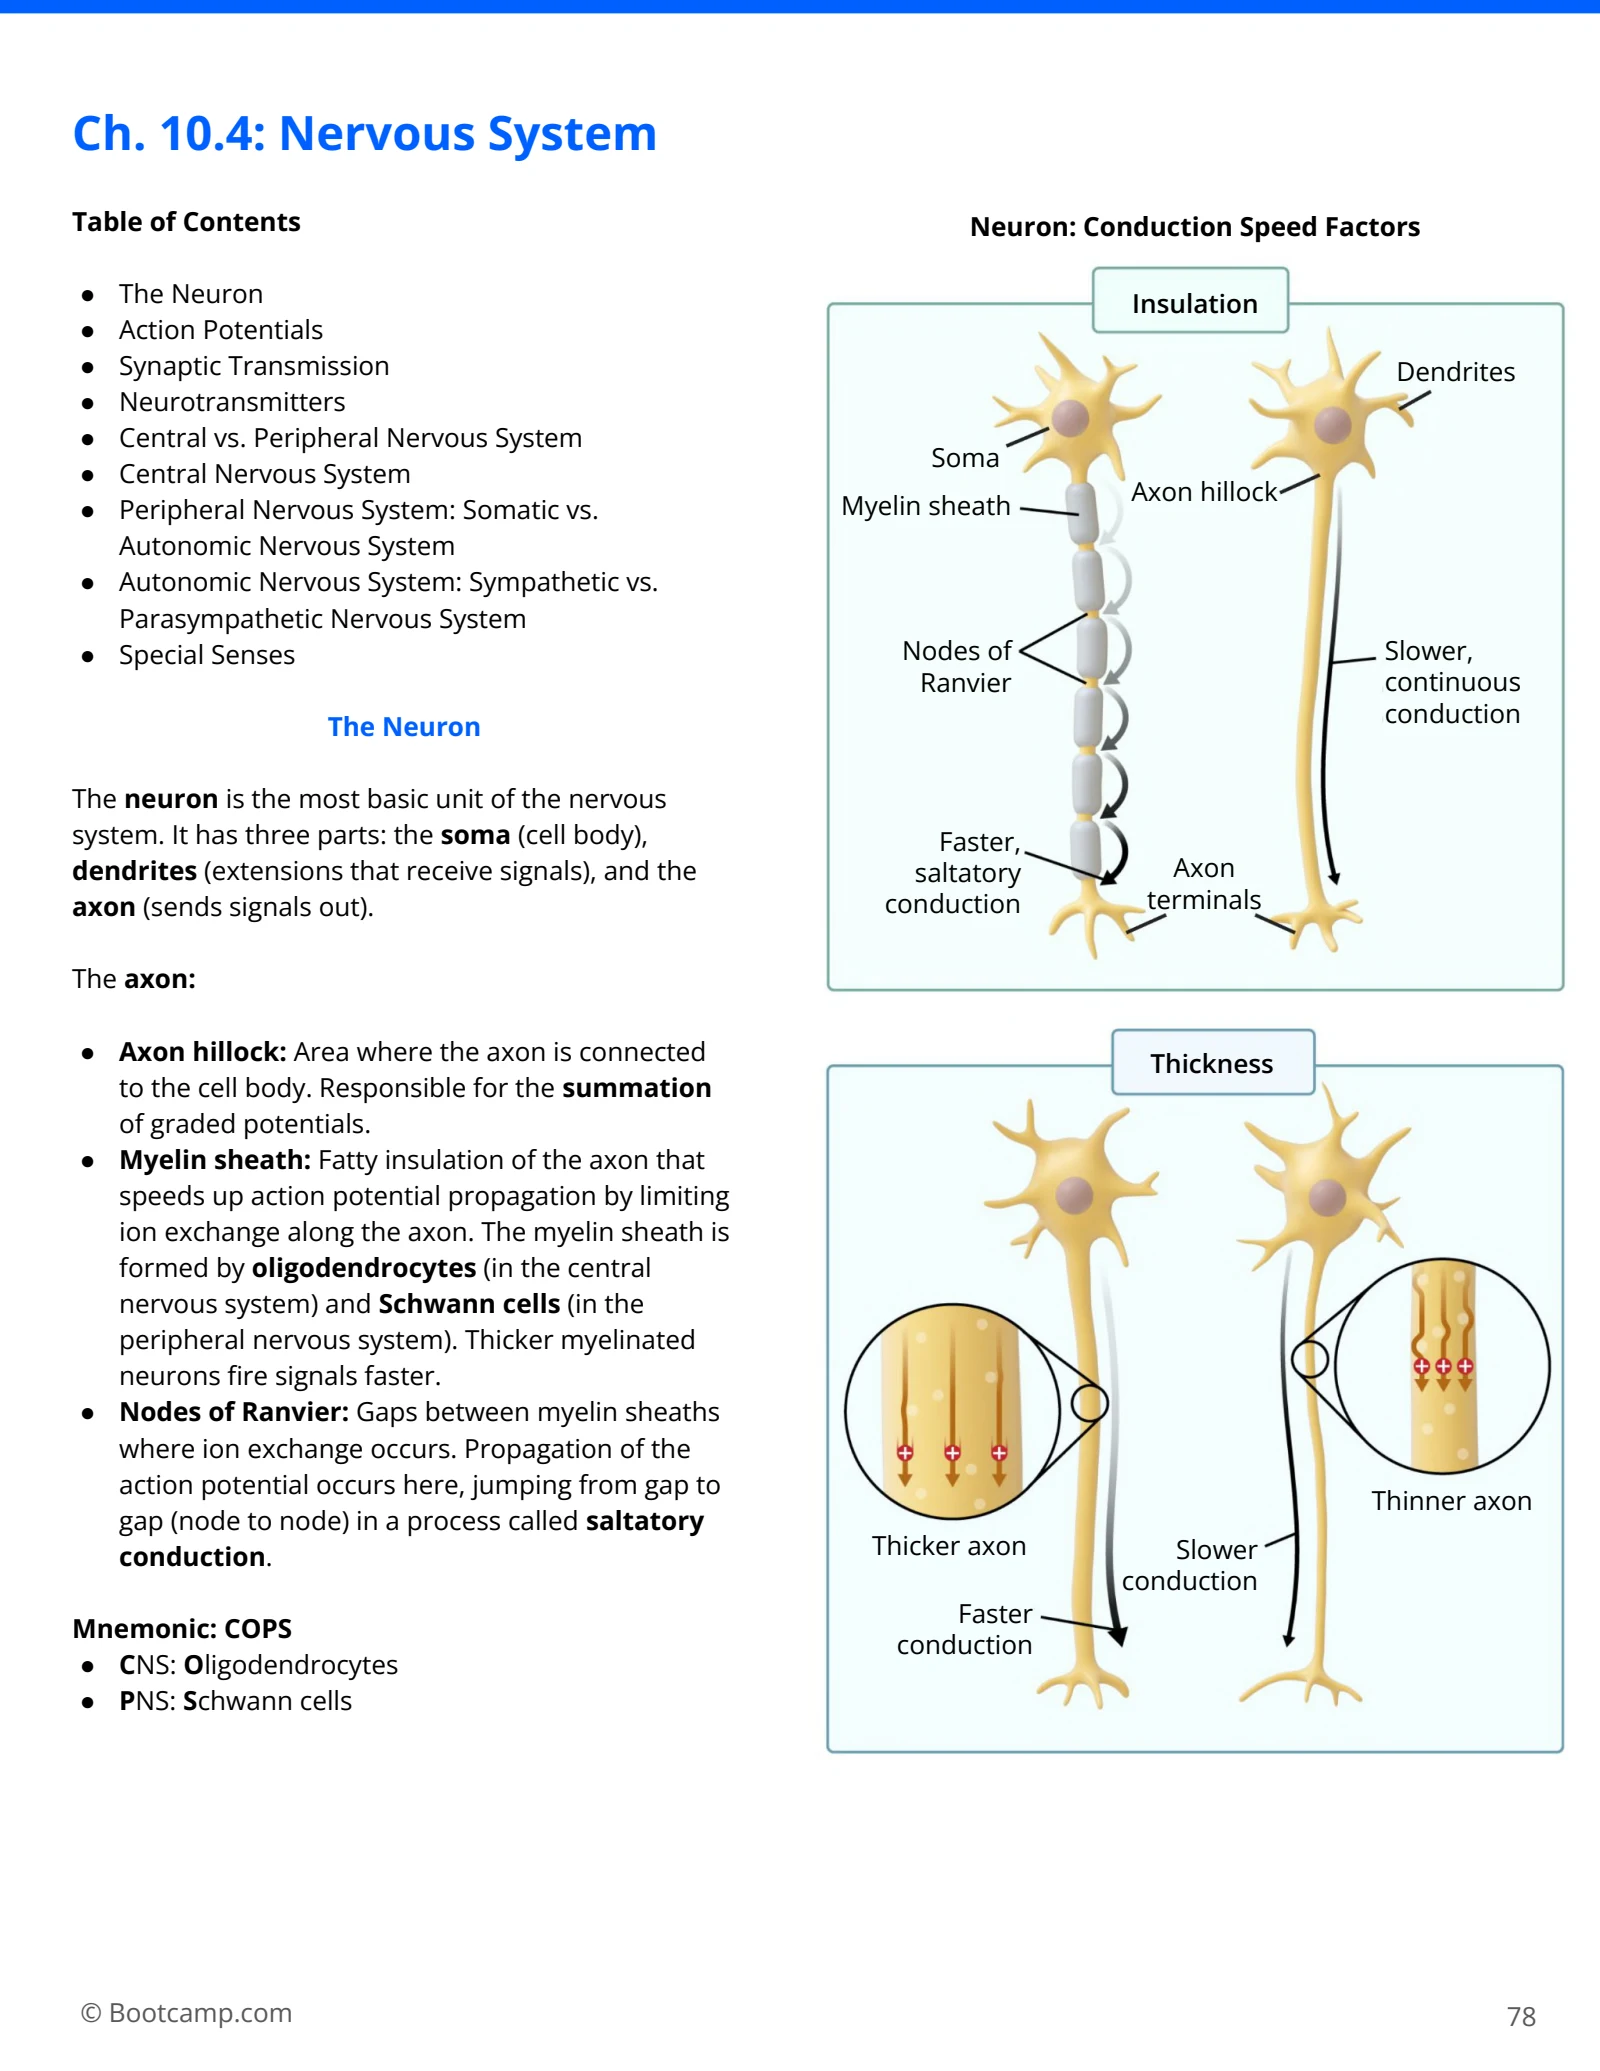 Ch. 10.4: Nervous System
Table of Contents
● The Neuron
● Action Potentials
● Synaptic Transmission
● Neurotransmitters
● Central vs. Peripheral Nervous System
● Central Nervous System
● Peripheral Nervous System: Somatic vs.
Autonomic Nervous System
● Autonomic Nervous System: Sympathetic vs.
Parasympathetic Nervous System
● Special Senses
The Neuron
The neuron is the most basic unit of the nervous
system. It has three parts: the soma (cell body),
dendrites (extensions that receive signals), and the
axon (sends signals out).
The axon:
● Axon hillock: Area where the axon is connected
to the cell body. Responsible for the summation
of graded potentials.
● Myelin sheath: Fatty insulation of the axon that
speeds up action potential propagation by limiting
ion exchange along the axon. The myelin sheath is
formed by oligodendrocytes (in the central
nervous system) and Schwann cells (in the
peripheral nervous system). Thicker myelinated
neurons fire signals faster.
● Nodes of Ranvier: Gaps between myelin sheaths
where ion exchange occurs. Propagation of the
action potential occurs here, jumping from gap to
gap (node to node) in a process called saltatory
conduction.
Mnemonic: COPS
● CNS: Oligodendrocytes
● PNS: Schwann cells
Neuron: Conduction Speed Factors
Insulation
Dendrites
Soma
Axon hillock
Myelin sheath
Nodes of
Ranvier
Slower,
continuous
conduction
Faster,
saltatory
conduction
Axon
terminals
Thickness
+ + +
+ + +
Thinner axon
Thicker axon
Slower
conduction
Faster
conduction
© Bootcamp.com
78